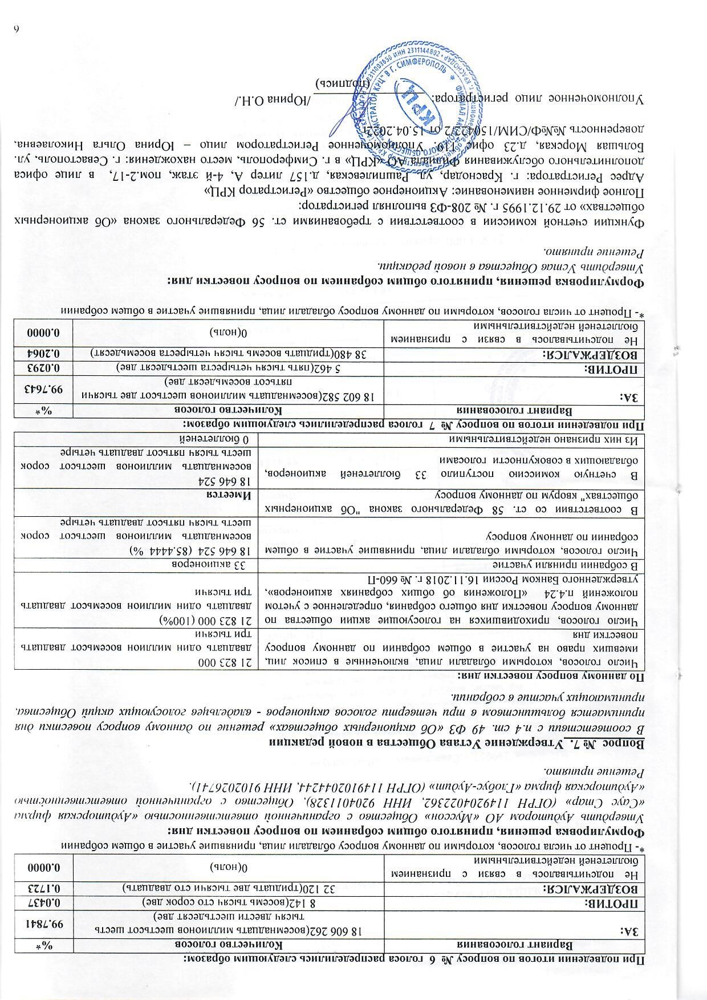 При подведении итогов по вопросу № 6 голоса распределились следующим образом:
Вариант голосования Количество голосов %*
ЗА: 18 606 262(восемнадцать миллионов шестьсот шесть
тысяч двести шестьдесят две) 99.7841
ПРОТИВ: 8 142(восемь тысяч сто сорок две) 0.0437
ВОЗДЕРЖАЛСЯ: 32 120(тридцать две тысячи сто двадцать) 0.1723
Не подсчитывалось в связи с признанием
бюллетеней недействительными 0(ноль) 0.0000
*- Процент от числа голосов, которыми по данному вопросу обладали лица, принявшие участие в общем собрании
Формулировка решения, принятого общим собранием по вопросу повестки дня:
Утвердить Аудитором АО «Муссон» Общество с ограниченной ответственностью «Аудиторская фирма
«Саус Стар» (ОГРН 1149204022362, ИНН 9204011328), Общество с ограниченной ответственностью
«Аудиторская фирма «Глобус-Аудит» (ОГРН 1149102044244, ИНН 9102026741).
Решение принято.
Вопрос № 7. Утверждение Устава Общества в новой редакции
В соответствии с п.4 ст. 49 ФЗ «Об акционерных обществах» решение по данному вопросу повестки дня
принимается большинством в три четверти голосов акционеров - владельцев голосующих акций Общества,
принимающих участие в собрании.
По данному вопросу повестки дня:
Число голосов, которыми обладали лица, включенные в список лиц,
имевших право на участие в общем собрании по данному вопросу
повестки дня
21 823 000
двадцать один миллион восемьсот двадцать
три тысячи
Число голосов, приходившихся на голосующие акции общества по
данному вопросу повестки дня общего собрания, определенное с учетом
положений п.4.24 «Положения об общих собраниях акционеров»,
утвержденного Банком России 16.11.2018 г. № 660-П
21 823 000 (100%)
двадцать один миллион восемьсот двадцать
три тысячи
В собрании приняли участие 33 акционеров
Число голосов, которыми обладали лица, принявшие участие в общем
собрании по данному вопросу
18 646 524 (85.4444 %)
восемнадцать миллионов шестьсот сорок
шесть тысяч пятьсот двадцать четыре
В соответствии со ст. 58 Федерального закона "Об акционерных
обществах" кворум по данному вопросу
Имеется
В счетную комиссию поступило 33 бюллетеней акционеров,
обладающих в совокупности голосами
18 646 524
восемнадцать миллионов шестьсот сорок
шесть тысяч пятьсот двадцать четыре
Из них признано недействительными 0 бюллетеней
При подведении итогов по вопросу № 7 голоса распределились следующим образом:
Вариант голосования Количество голосов %*
ЗА: 18 602 582(восемнадцать миллионов шестьсот две тысячи
пятьсот восемьдесят две) 99.7643
ПРОТИВ: 5 462(пять тысяч четыреста шестьдесят две) 0.0293
ВОЗДЕРЖАЛСЯ: 38 480(тридцать восемь тысяч четыреста восемьдесят) 0.2064
Не подсчитывалось в связи с признанием
бюллетеней недействительными 0(ноль) 0.0000
*- Процент от числа голосов, которыми по данному вопросу обладали лица, принявшие участие в общем собрании
Формулировка решения, принятого общим собранием по вопросу повестки дня:
Утвердить Устав Общества в новой редакции.
Решение принято.
Функции счетной комиссии в соответствии с требованиями ст. 56 Федерального закона «Об акционерных
обществах» от 29.12.1995 г. № 208-ФЗ выполнял регистратор:
Полное фирменное наименование: Акционерное общество «Регистратор КРЦ»
Адрес Регистратора: г. Краснодар, ул. Рашпилевская, д.157 литер А, 4-й этаж, пом.2-17, в лице офиса
дополнительного обслуживания Филиала АО «КРЦ» в г. Симферополь, место нахождения: г. Севастополь, ул.
Большая Морская, д.23 офис 19. Уполномоченное Регистратором лицо – Юрина Ольга Николаевна,
доверенность №№Ф/СИМ/150422/2 от 15.04.2022г.
Уполномоченное лицо регистратора: /Юрина О.Н./
(подпись)
КРЦ
ФИЛИАЛ АКЦИОНЕРНОГО ОБЩЕСТВА "РЕГИСТРАТОР КРЦ" В Г. СИМФЕРОПОЛЬ
ИНН 2311144802 * г. КРАСНОДАР
6